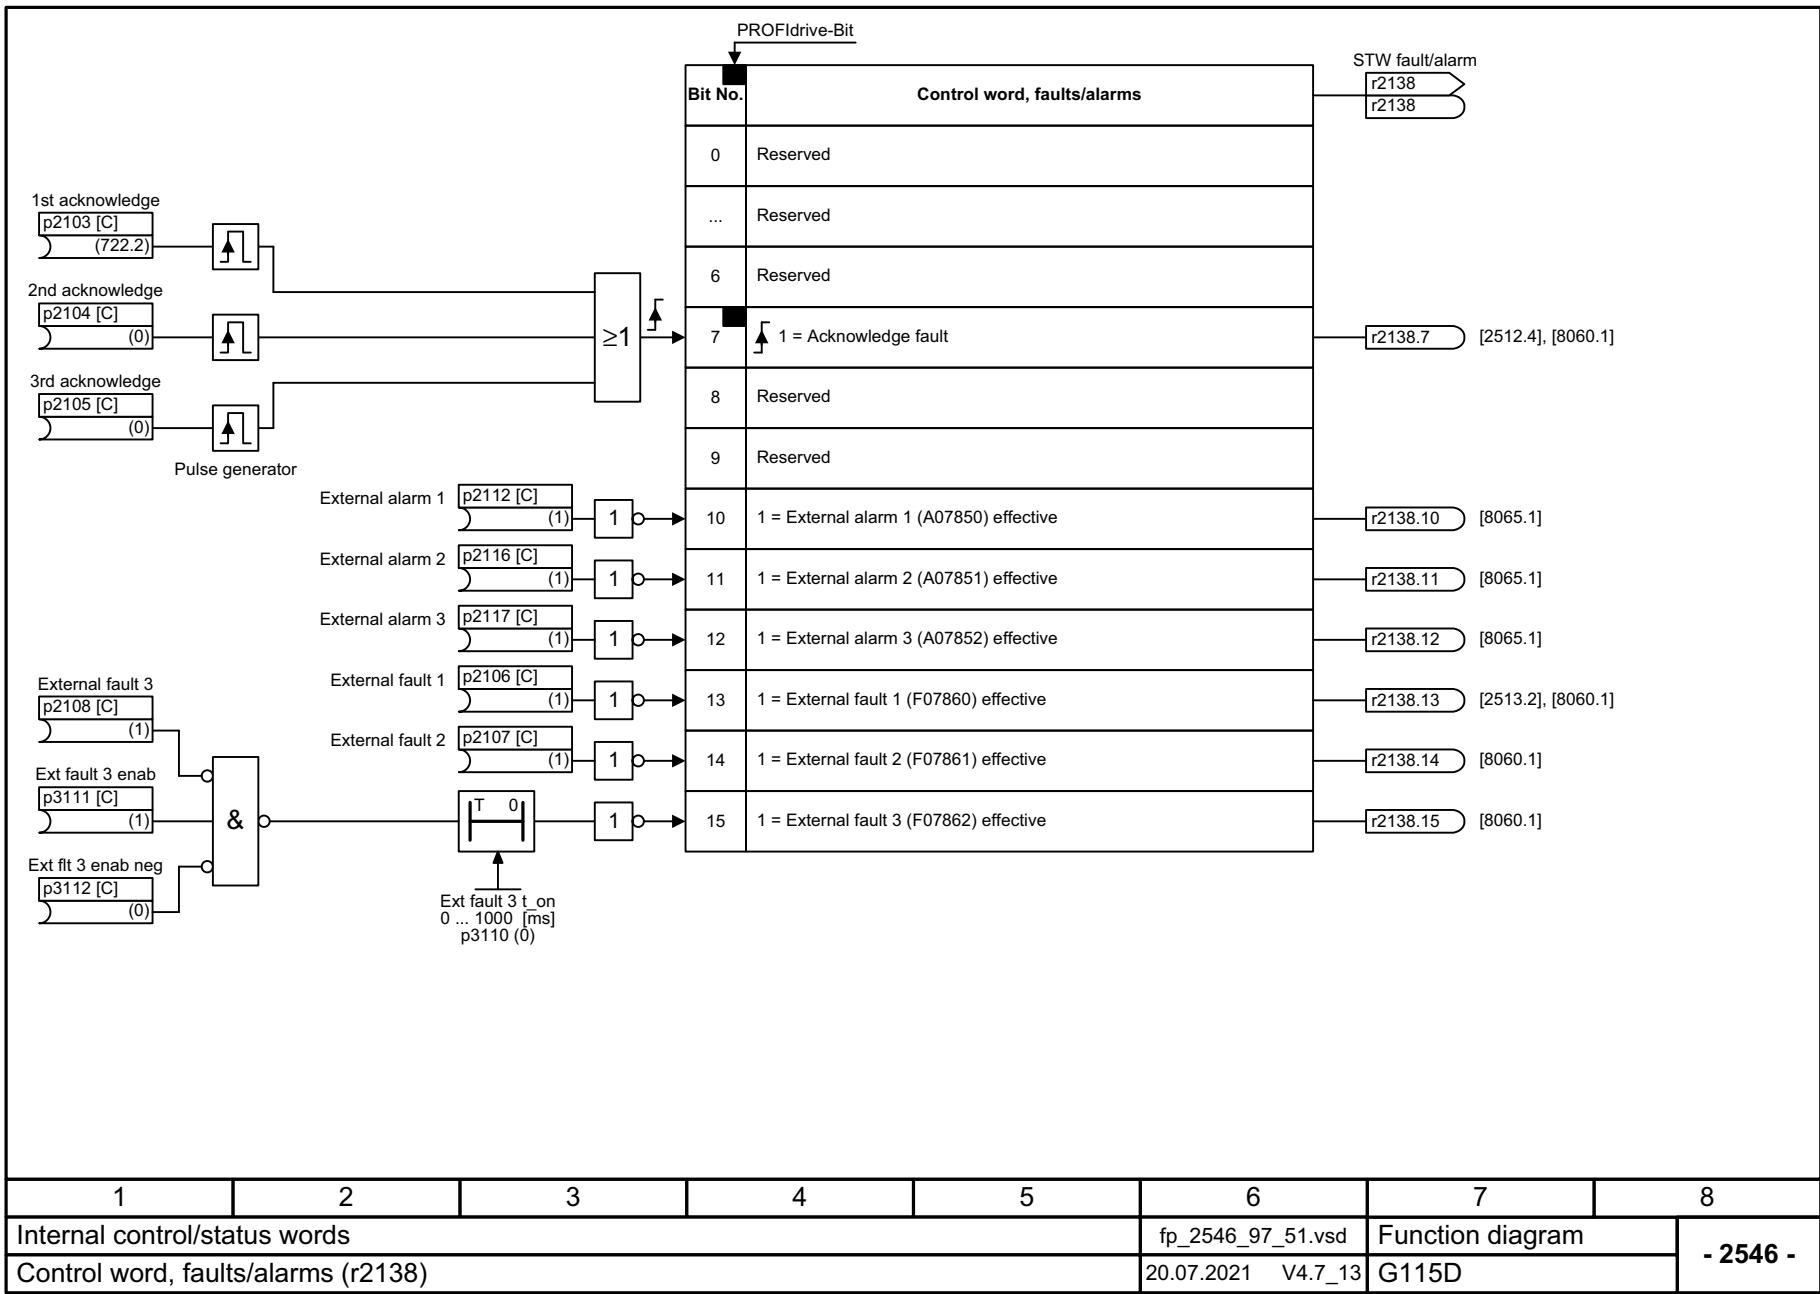 PROFIdrive-Bit
STW fault/alarm
r2138
r2138
Bit No. Control word, faults/alarms
0 Reserved
... Reserved
6 Reserved
7 1 = Acknowledge fault
r2138.7 [2512.4], [8060.1]
8 Reserved
9 Reserved
1st acknowledge
p2103 [C]
(722.2)
2nd acknowledge
p2104 [C]
(0)
3rd acknowledge
p2105 [C]
(0)
Pulse generator
≥1
External alarm 1 p2112 [C]
(1) 1 10 1 = External alarm 1 (A07850) effective r2138.10 [8065.1]
External alarm 2 p2116 [C]
(1) 1 11 1 = External alarm 2 (A07851) effective r2138.11 [8065.1]
External alarm 3 p2117 [C]
(1) 1 12 1 = External alarm 3 (A07852) effective r2138.12 [8065.1]
External fault 1 p2106 [C]
(1) 1 13 1 = External fault 1 (F07860) effective r2138.13 [2513.2], [8060.1]
External fault 2 p2107 [C]
(1) 1 14 1 = External fault 2 (F07861) effective r2138.14 [8060.1]
External fault 3
p2108 [C]
(1)
Ext fault 3 enab
p3111 [C]
(1)
Ext flt 3 enab neg
p3112 [C]
(0)
&
T 0
1 15 1 = External fault 3 (F07862) effective r2138.15 [8060.1]
Ext fault 3 t_on
0 ... 1000 [ms]
p3110 (0)
1 2 3 4 5 6 7 8
Internal control/status words fp_2546_97_51.vsd Function diagram
- 2546 -
Control word, faults/alarms (r2138) 20.07.2021 V4.7_13 G115D